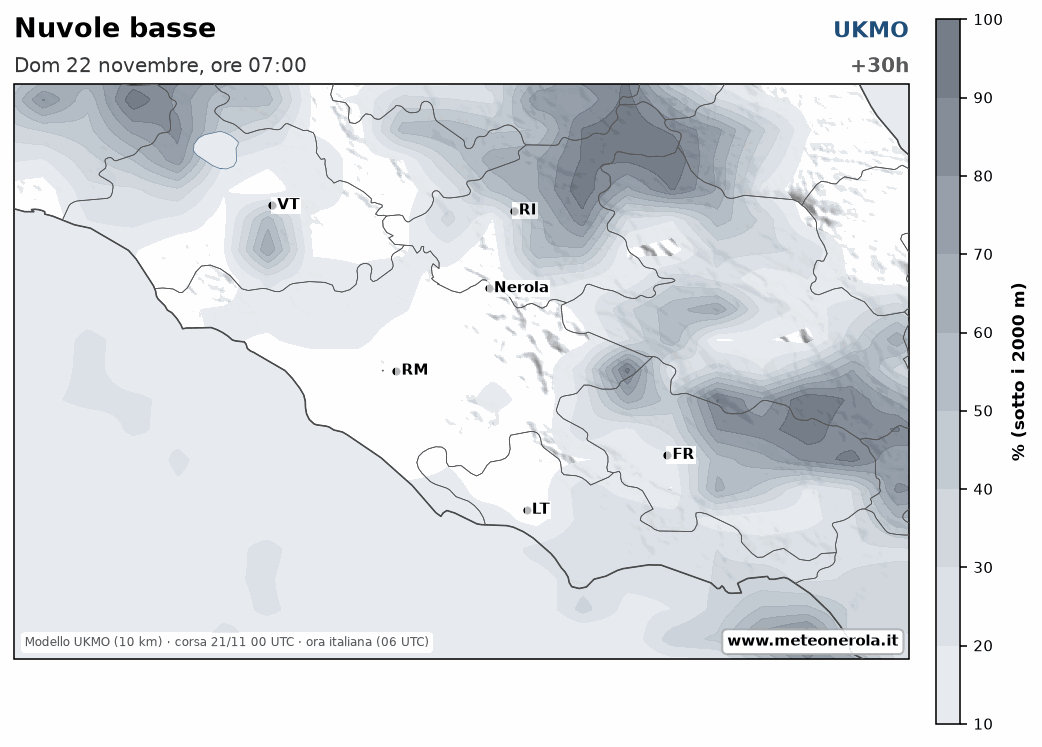 Nuvole basse
UKMO
Dom 22 novembre, ore 07:00
+30h
VT
RI
Nerola
RM
FR
LT
Modello UKMO (10 km) · corsa 21/11 00 UTC · ora italiana (06 UTC)
www.meteonerola.it
100
90
80
70
60
50
40
30
20
10
% (sotto i 2000 m)